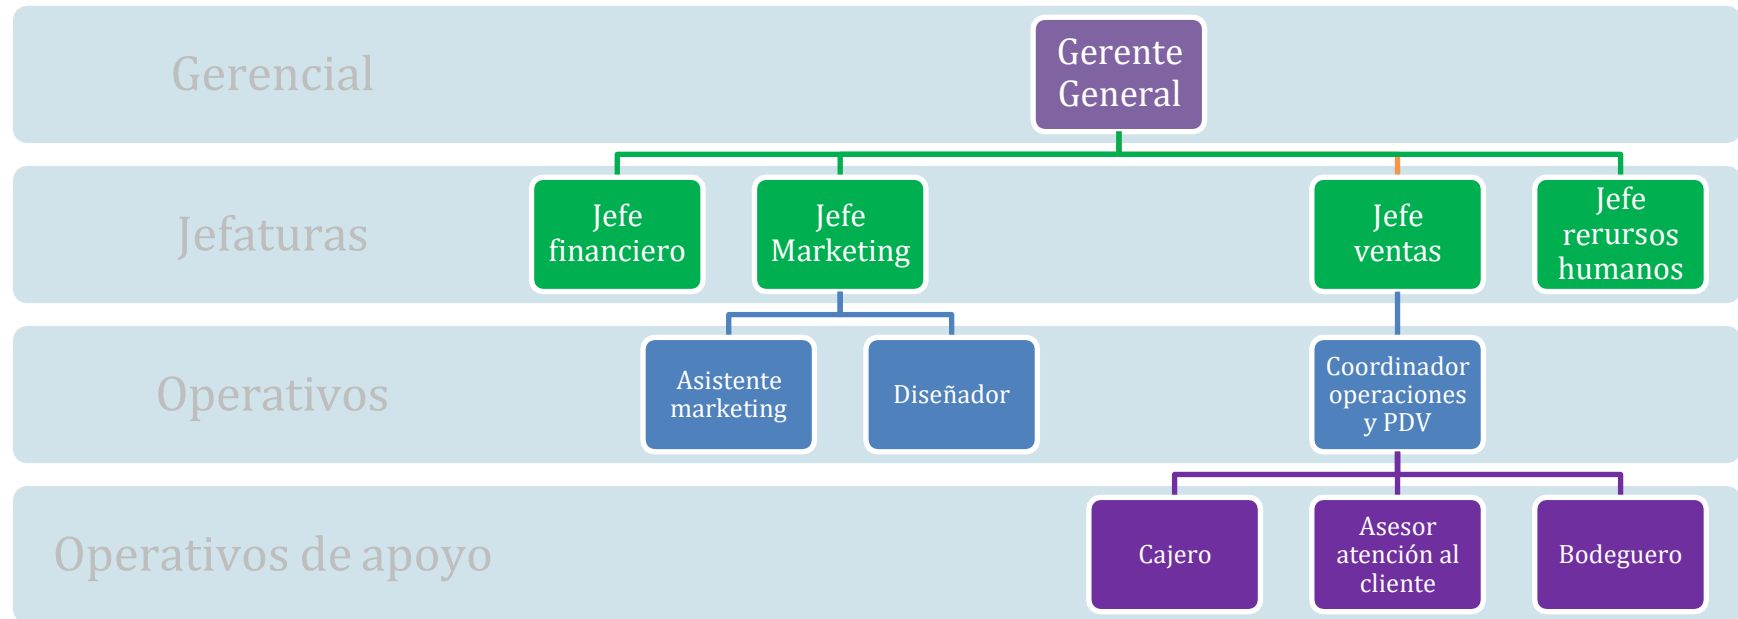 Gerencial
Gerente
General
Jefaturas
Jefe
financiero
Jefe
Marketing
Jefe
ventas
Jefe
rerursos
humanos
Operativos
Asistente
marketing
Diseñador
Coordinador
operaciones
y PDV
Operativos de apoyo
Cajero
Asesor
atención al
cliente
Bodeguero